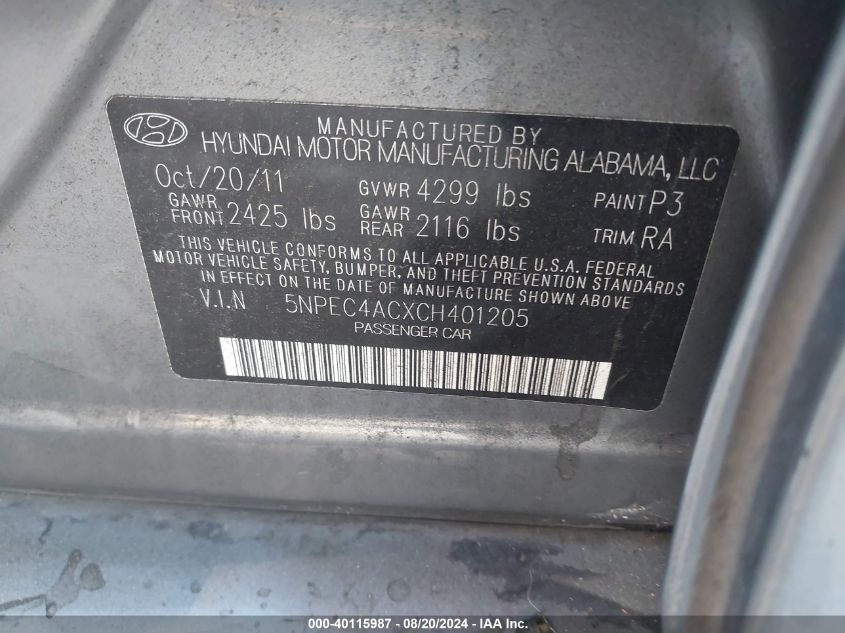 MANUFACTURED BY
HYUNDAI MOTOR MANUFACTURING ALABAMA, LLC
Oct/20/11 GVWR 4299 lbs PAINT P3
GAWR FRONT 2425 lbs GAWR REAR 2116 lbs TRIM RA
THIS VEHICLE CONFORMS TO ALL APPLICABLE U.S.A. FEDERAL
MOTOR VEHICLE SAFETY, BUMPER, AND THEFT PREVENTION STANDARDS
IN EFFECT ON THE DATE OF MANUFACTURE SHOWN ABOVE.
V.I.N 5NPEC4ACXCH401205
PASSENGER CAR
000-40115987 - 08/20/2024 - IAA Inc.